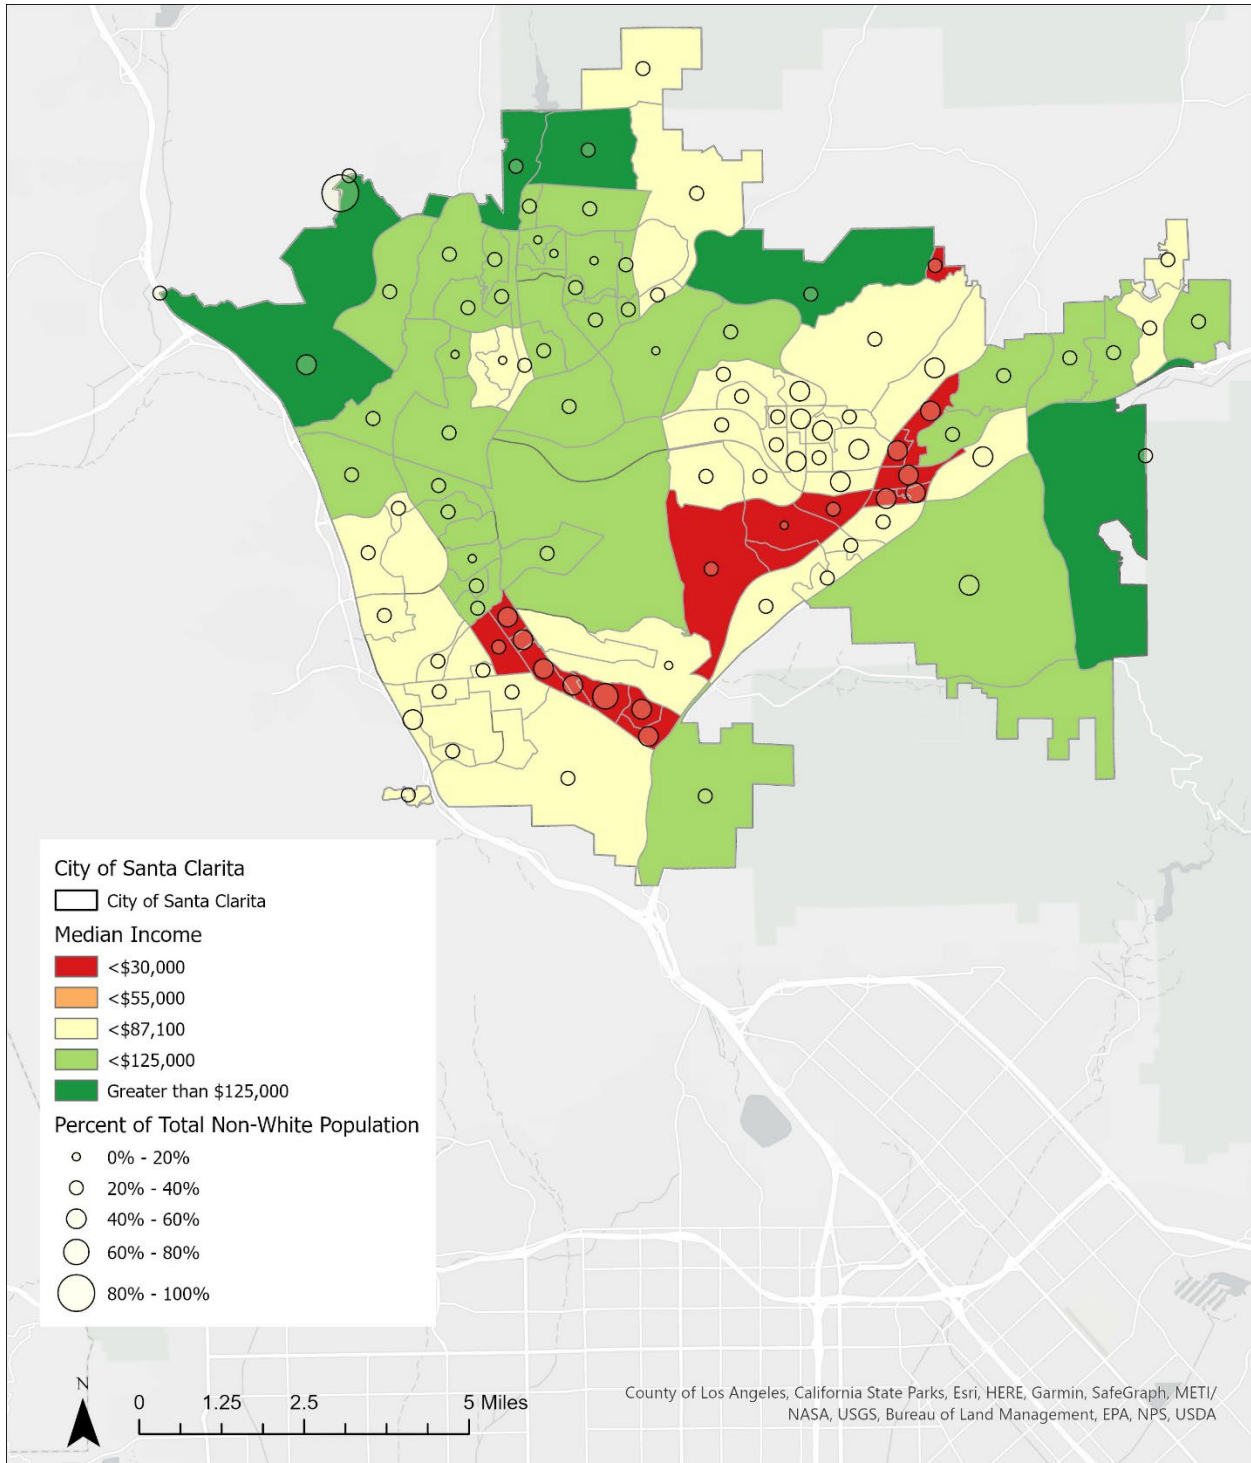 City of Santa Clarita
City of Santa Clarita
Median Income
<$30,000
<$55,000
<$87,100
<$125,000
Greater than $125,000
Percent of Total Non-White Population
0% - 20%
20% - 40%
40% - 60%
60% - 80%
80% - 100%
N
0 1.25 2.5 5 Miles
County of Los Angeles, California State Parks, Esri, HERE, Garmin, SafeGraph, METI/
NASA, USGS, Bureau of Land Management, EPA, NPS, USDA